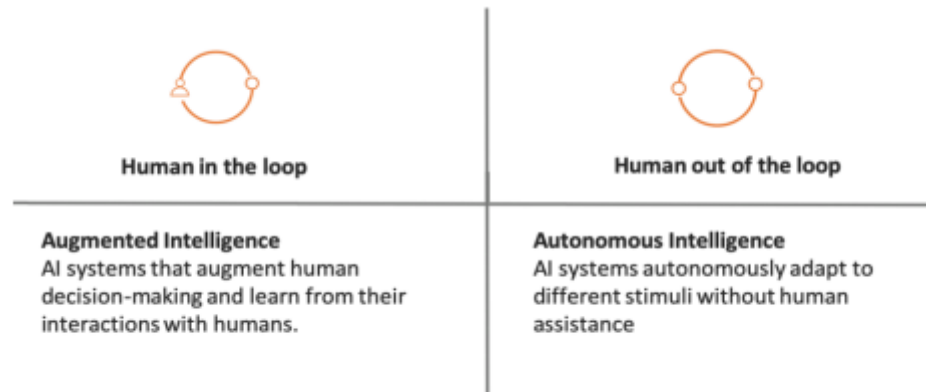 Human in the loop
Human out of the loop
Augmented Intelligence
AI systems that augment human
decision-making and learn from their
interactions with humans.
Autonomous Intelligence
AI systems autonomously adapt to
different stimuli without human
assistance